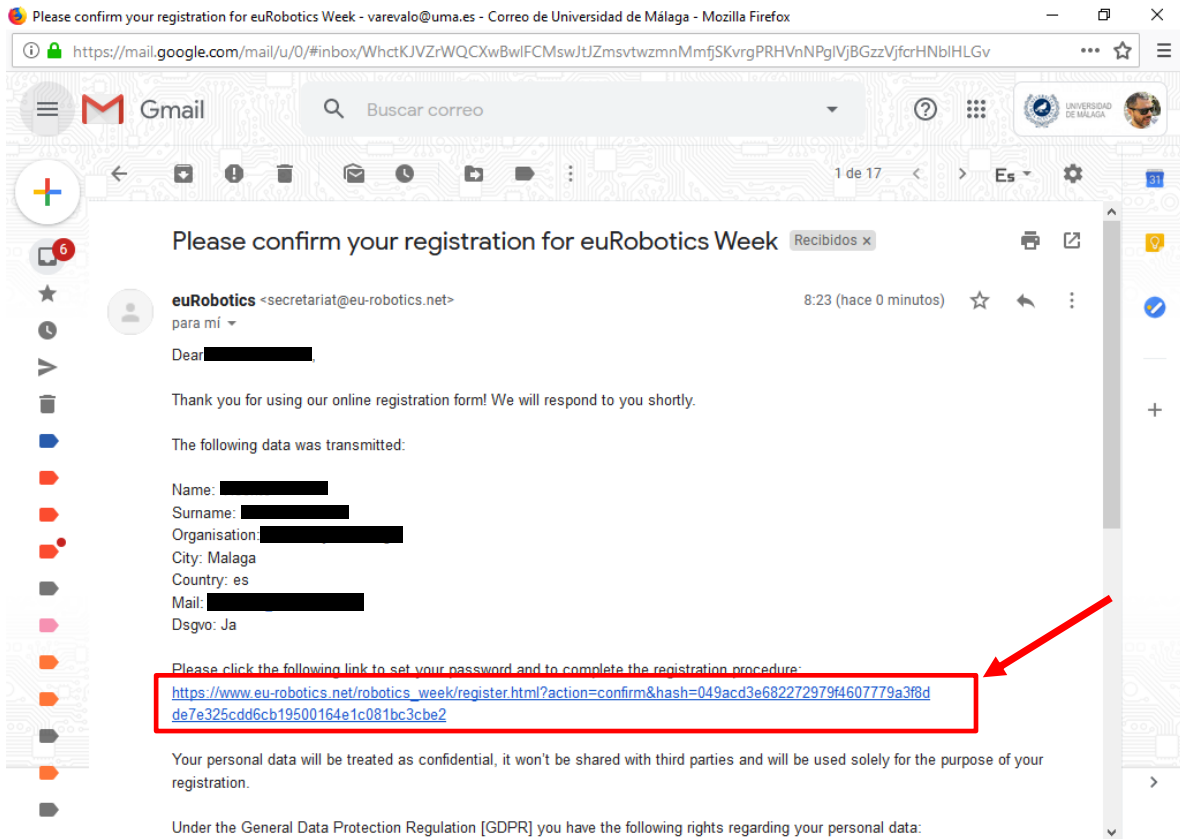 Please confirm your registration for euRobotics Week - varevalo@uma.es - Correo de Universidad de Málaga - Mozilla Firefox
https://mail.google.com/mail/u/0/#inbox/WhctKJVZrWQCXwBwlFCMswJtJZmsvtwzmnMmfjSKvrgPRHVnNPglVjBGzzVjfcrHNblHLGv
Gmail
Buscar correo
UNIVERSIDAD
DE MÁLAGA
1 de 17
Es
31
6
Please confirm your registration for euRobotics Week Recibidos x
euRobotics <secretariat@eu-robotics.net> 8:23 (hace 0 minutos)
para mí
Dear ,
Thank you for using our online registration form! We will respond to you shortly.
The following data was transmitted:
Name:
Surname:
Organisation:
City: Malaga
Country: es
Mail:
Dsgvo: Ja
Please click the following link to set your password and to complete the registration procedure:
https://www.eu-robotics.net/robotics_week/register.html?action=confirm&hash=049acd3e682272979f4607779a3f8d
de7e325cdd6cb19500164e1c081bc3cbe2
Your personal data will be treated as confidential, it won't be shared with third parties and will be used solely for the purpose of your
registration.
Under the General Data Protection Regulation [GDPR] you have the following rights regarding your personal data: